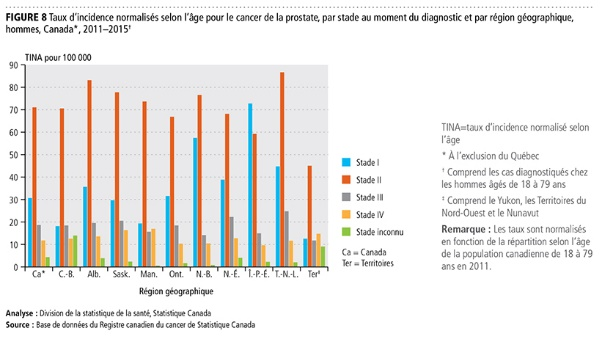 FIGURE 8 Taux d'incidence normalisés selon l'âge pour le cancer de la prostate, par stade au moment du diagnostic et par région géographique,
hommes, Canada*, 2011–2015†
TINA pour 100 000
90
80
70
60
50
40
30
20
10
0
Ca* C.-B. Alb. Sask. Man. Ont. N.-B. N.-É. Î.-P.-É. T.-N.-L. Ter‡
Région géographique
Stade I
Stade II
Stade III
Stade IV
Stade inconnu
Ca = Canada
Ter = Territoires
TINA=taux d'incidence normalisé selon
l'âge
* À l'exclusion du Québec
† Comprend les cas diagnostiqués chez
les hommes âgés de 18 à 79 ans
‡ Comprend le Yukon, les Territoires du
Nord-Ouest et le Nunavut
Remarque : Les taux sont normalisés
en fonction de la répartition selon l'âge
de la population canadienne de 18 à 79
ans en 2011.
Analyse : Division de la statistique de la santé, Statistique Canada
Source : Base de données du Registre canadien du cancer de Statistique Canada